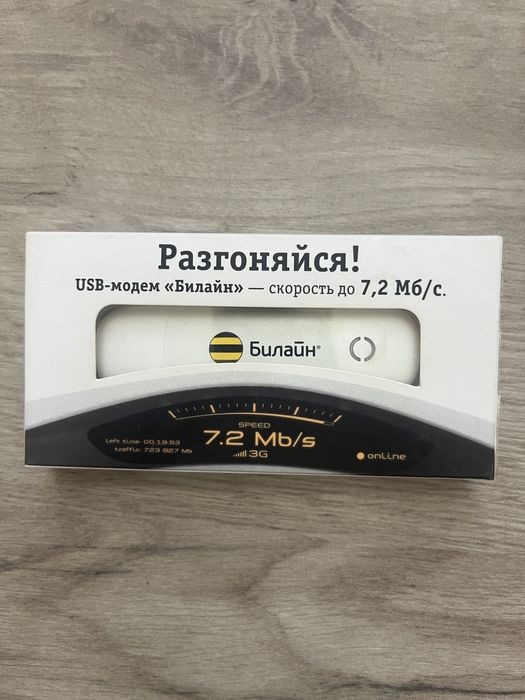 Разгоняйся!
USB-модем «Билайн» — скорость до 7,2 Мб/с.
Билайн®
SPEED
7.2 Mb/s
3G
Left time: 00.19.53
traffic: 723 927 Mb
onLine